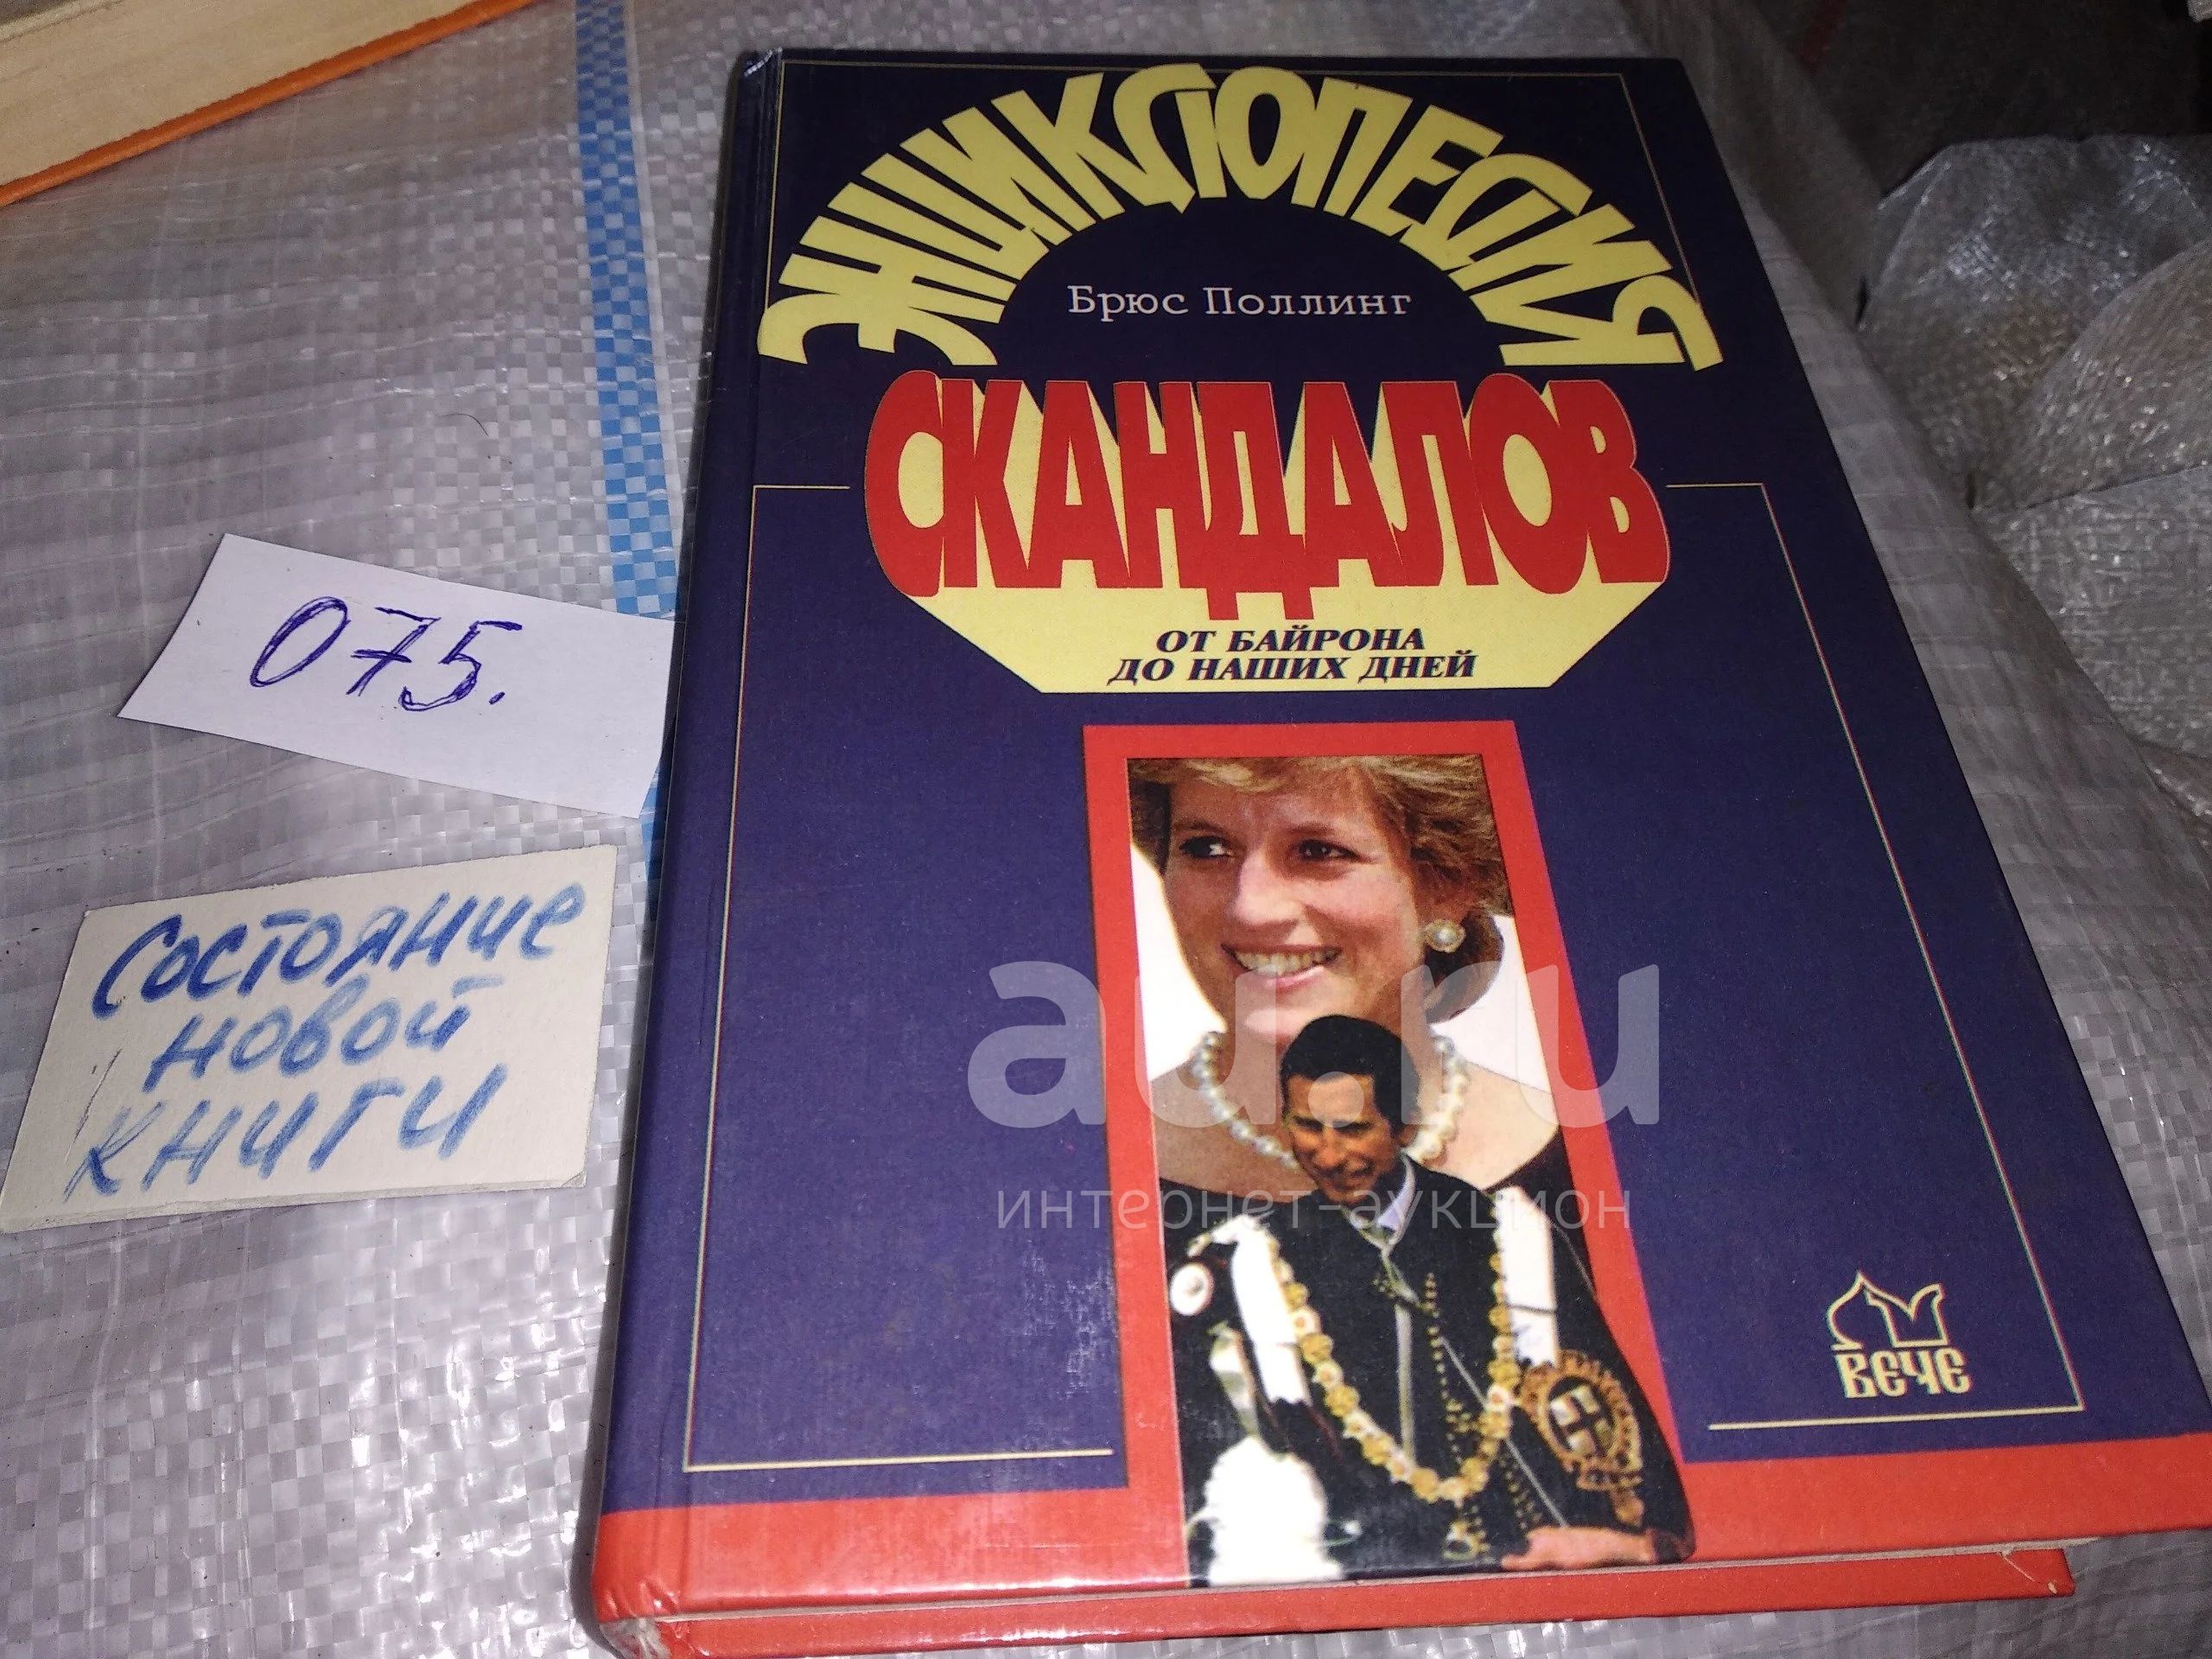 ЭНЦИКЛОПЕДИЯ
Брюс Поллинг
СКАНДАЛОВ
ОТ БАЙРОНА
ДО НАШИХ ДНЕЙ
075.
Состояние
новой
книги
au.ru
интернет-аукцион
ВЕЧЕ